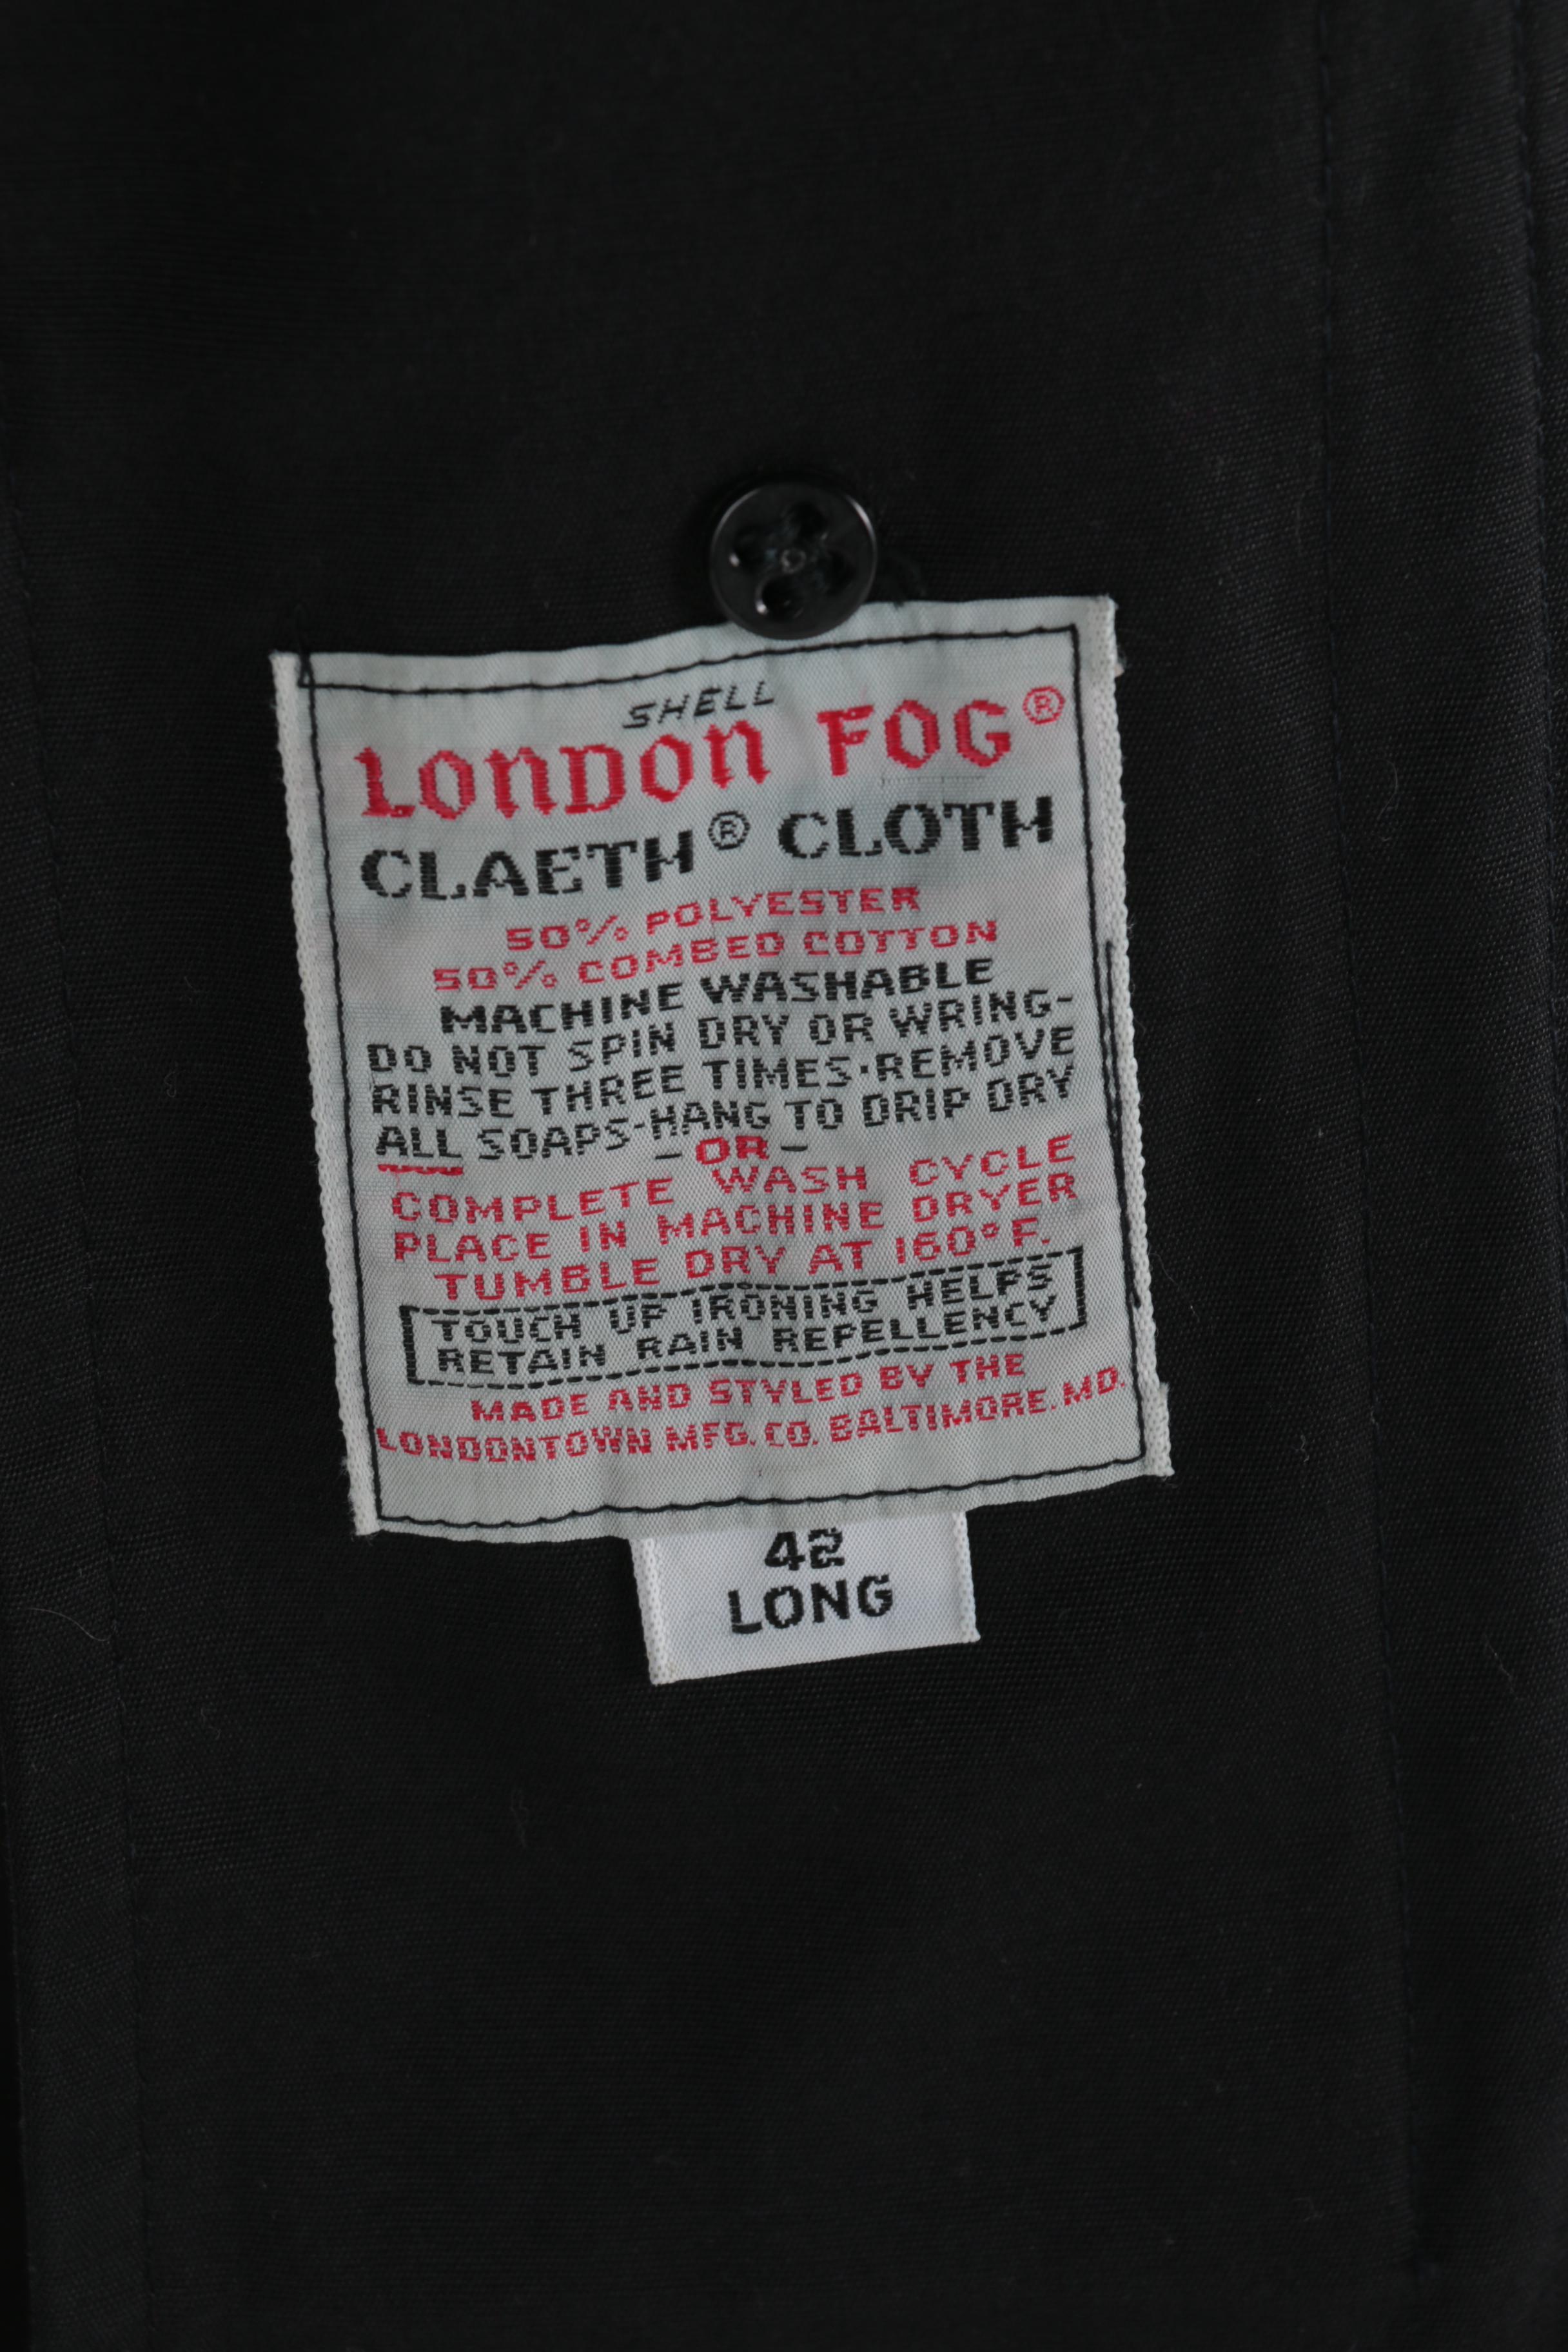 SHELL
LONDON FOG®
CLAETH® CLOTH
50% POLYESTER
50% COMBED COTTON
MACHINE WASHABLE
DO NOT SPIN DRY OR WRING-
RINSE THREE TIMES·REMOVE
ALL SOAPS-HANG TO DRIP DRY
- OR -
COMPLETE WASH CYCLE
PLACE IN MACHINE DRYER
TUMBLE DRY AT 160° F.
TOUCH UP IRONING HELPS
RETAIN RAIN REPELLENCY
MADE AND STYLED BY THE
LONDONTOWN MFG. CO. BALTIMORE. MD.
42
LONG